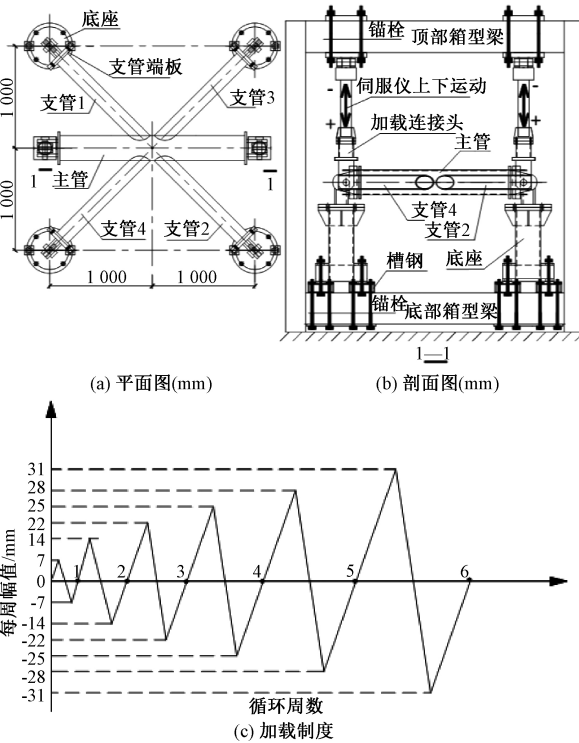 底座
支管端板
支管1
支管3
1
主管
1
支管4
支管2
1 000
1 000
1 000
1 000
(a) 平面图(mm)
锚栓
顶部箱型梁
-
-
伺服仪上下运动
+
+
加载连接头
主管
支管4
支管2
槽钢
底座
锚栓
底部箱型梁
1—1
(b) 剖面图(mm)
每周幅值/mm
31
28
25
22
14
7
0
-7
-14
-22
-25
-28
-31
1
2
3
4
5
6
循环周数
(c) 加载制度